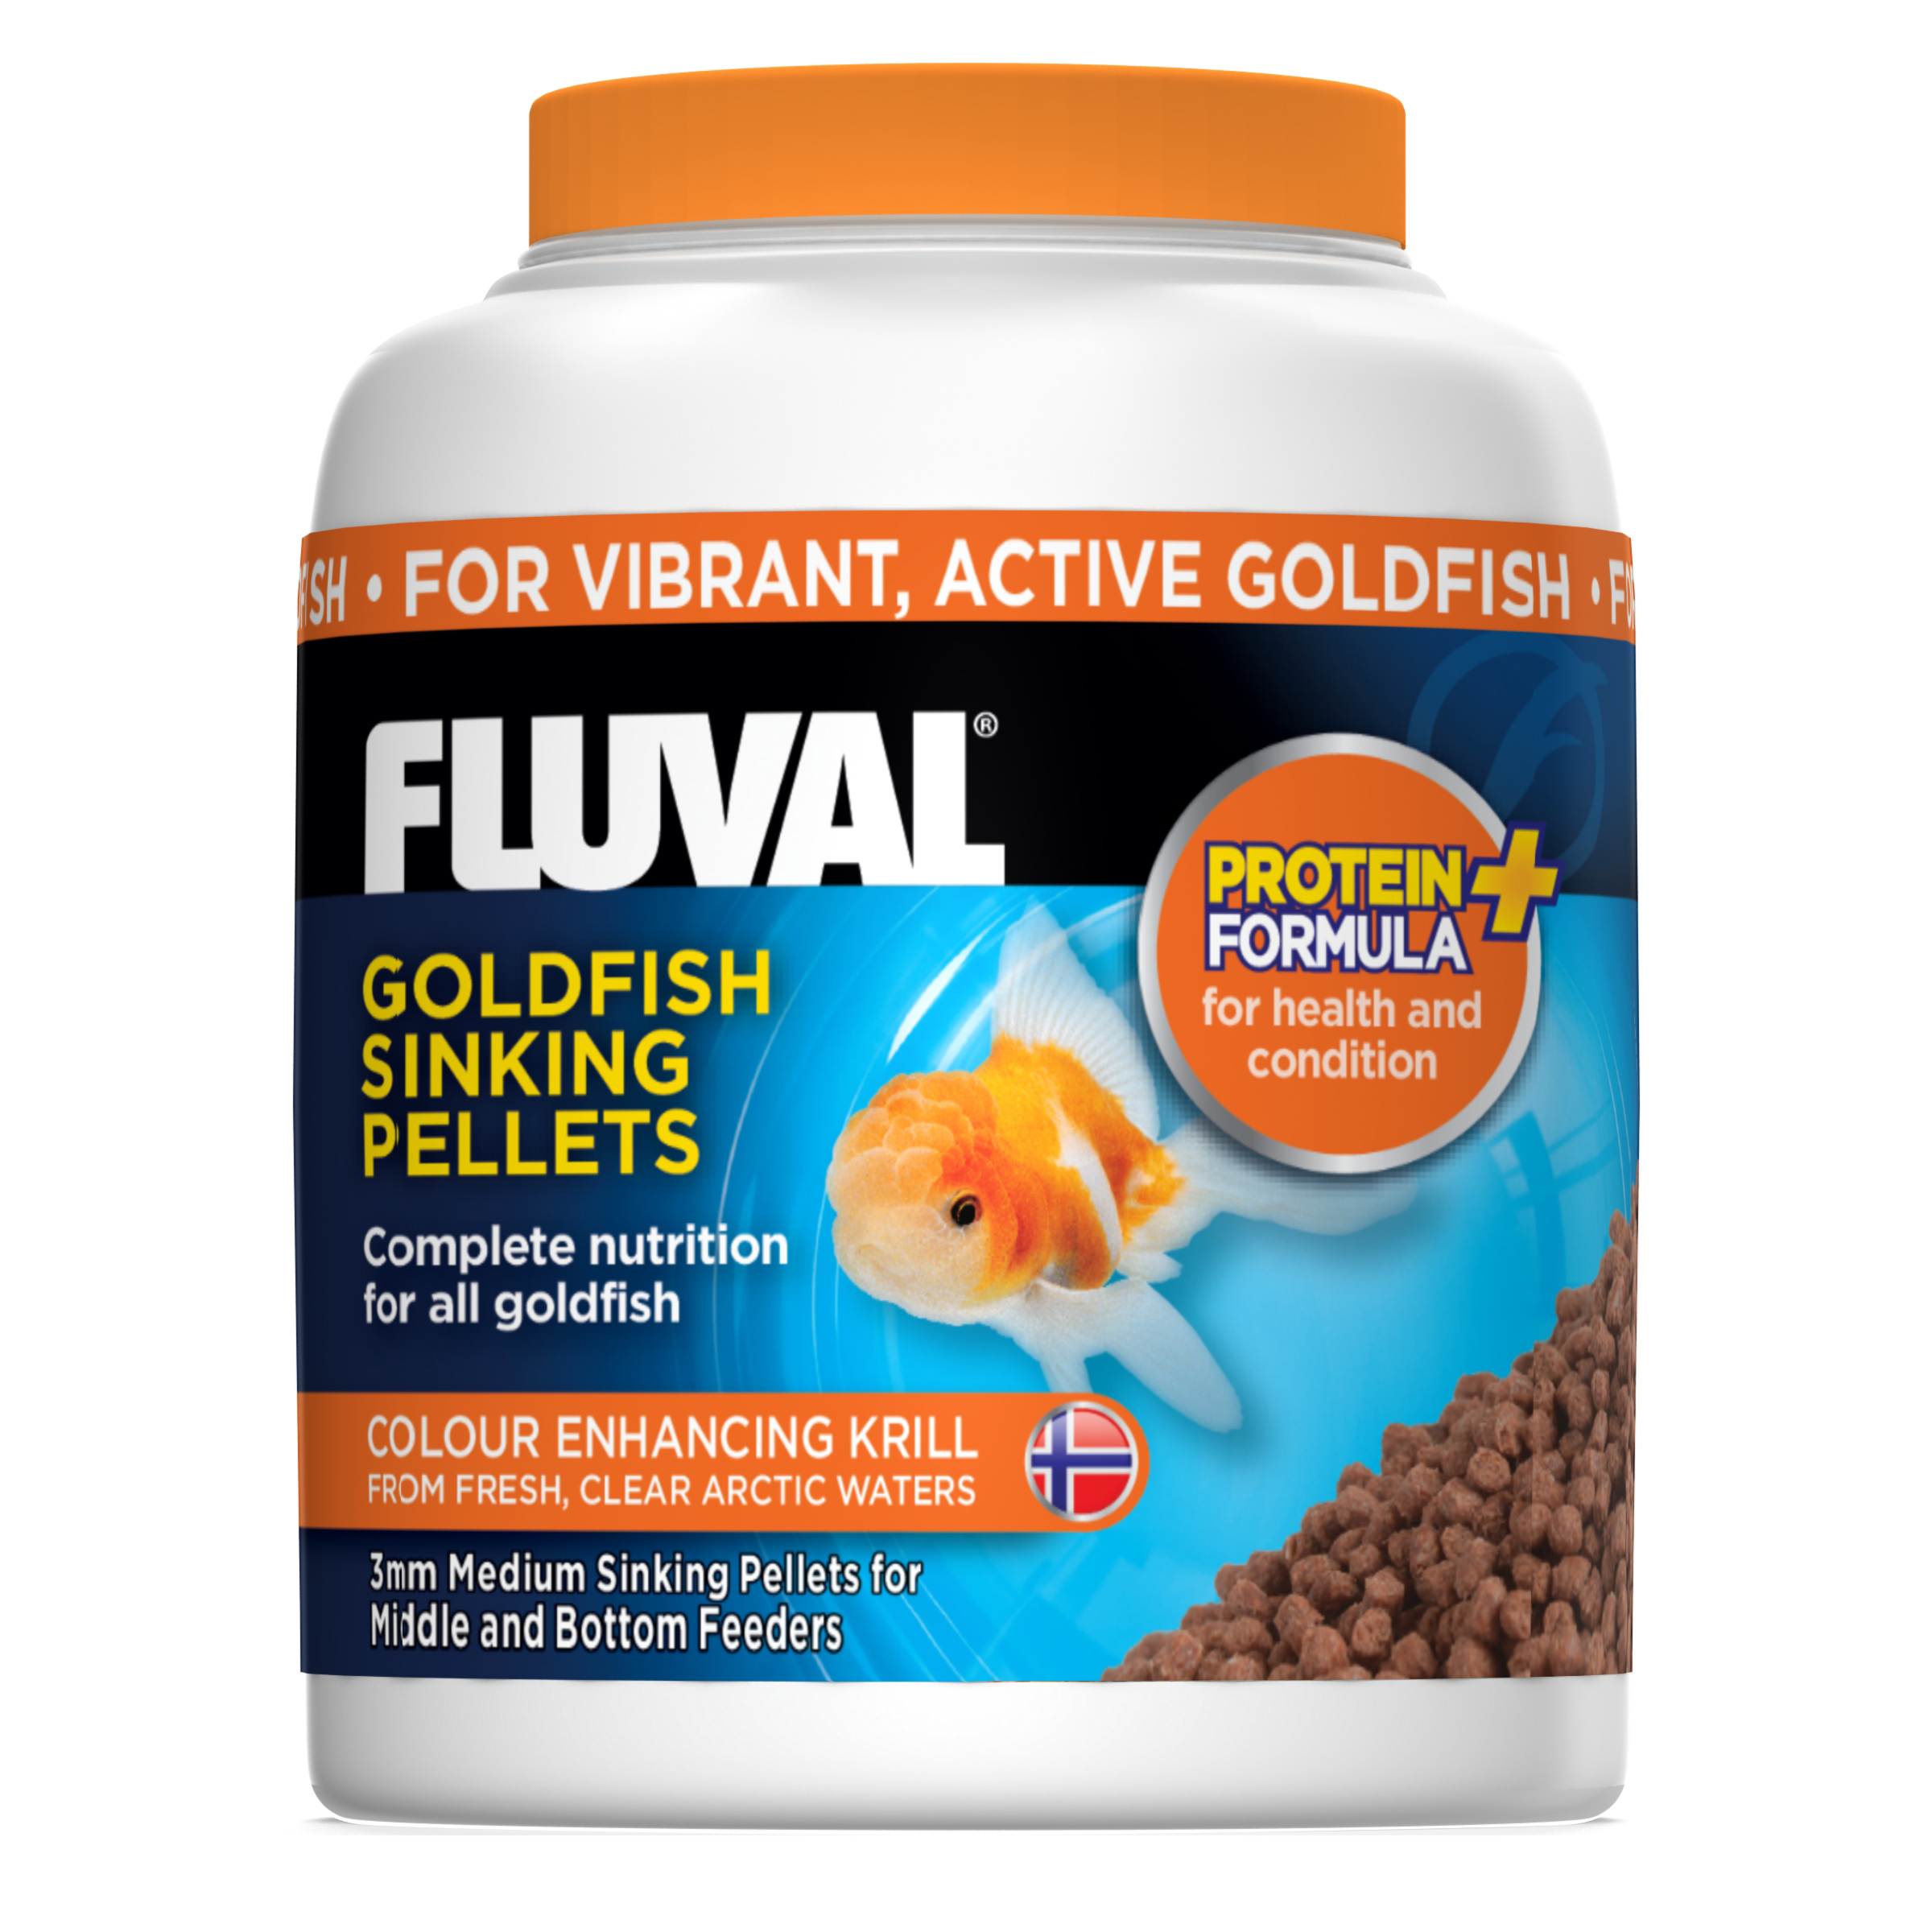 FISH • FOR VIBRANT, ACTIVE GOLDFISH • FO
FLUVAL®
PROTEIN+
FORMULA
for health and
condition
GOLDFISH
SINKING
PELLETS
Complete nutrition
for all goldfish
COLOUR ENHANCING KRILL
FROM FRESH, CLEAR ARCTIC WATERS
3mm Medium Sinking Pellets for
Middle and Bottom Feeders